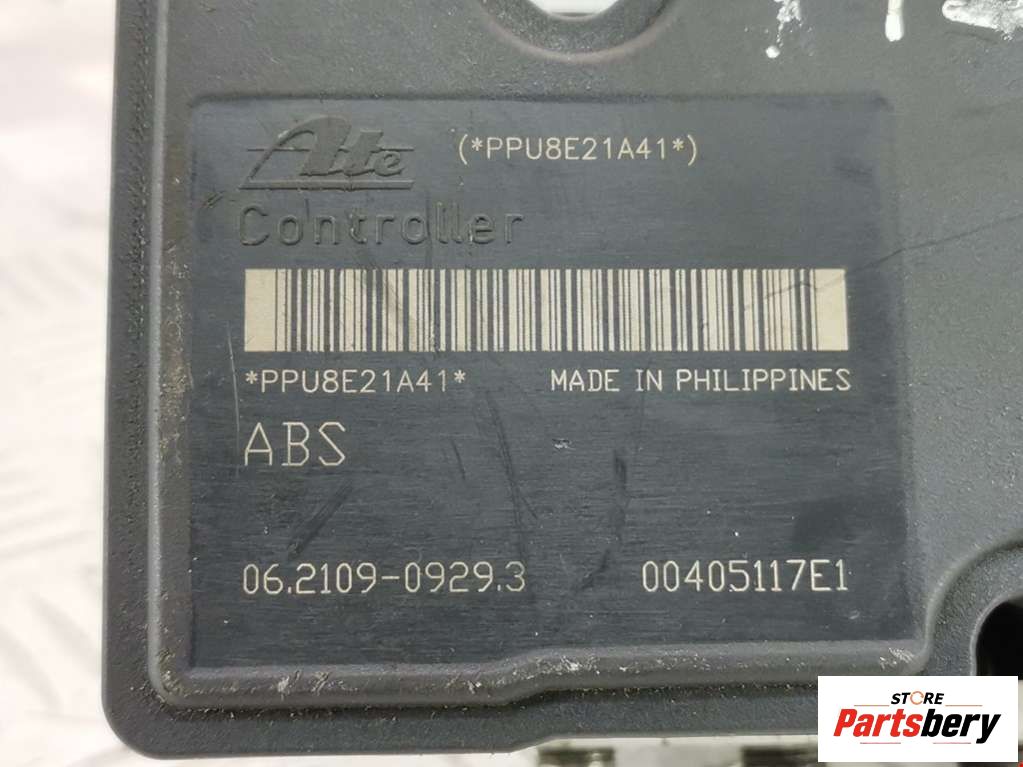 Ate (*PPU8E21A41*)
Controller
*PPU8E21A41* MADE IN PHILIPPINES
ABS
06.2109-0929.3 00405117E1
STORE
Partsbery